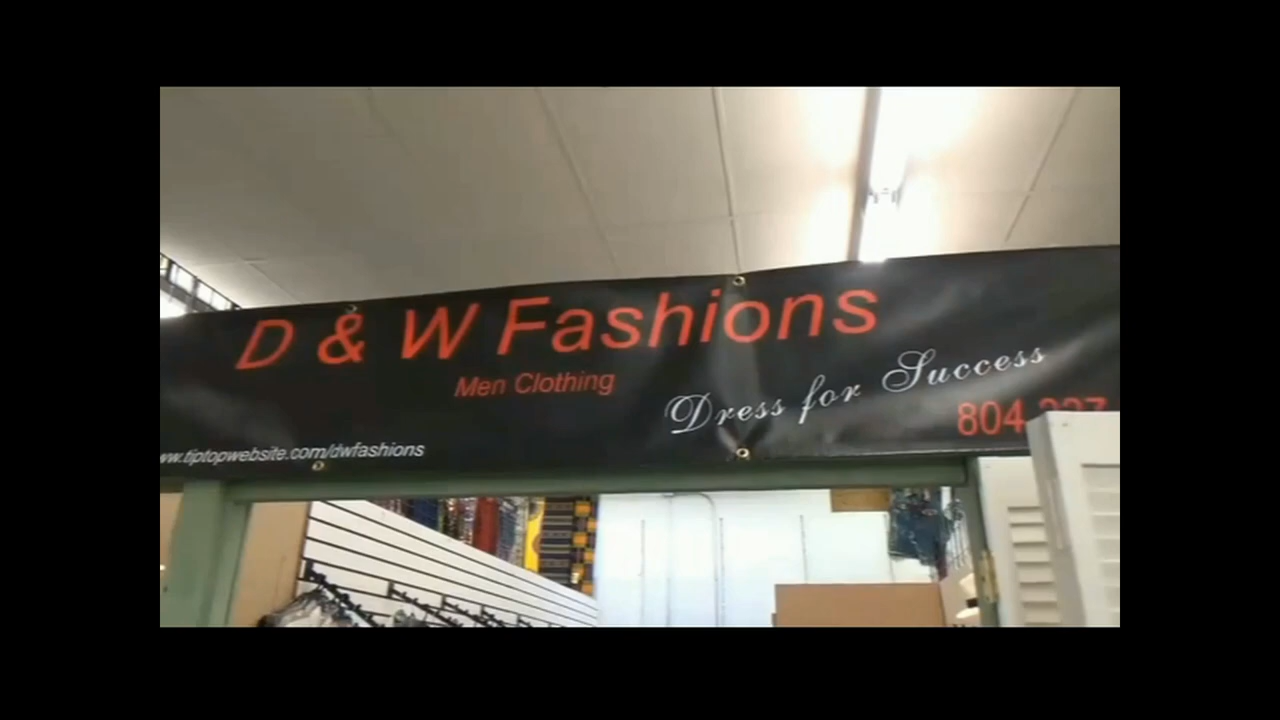 D & W Fashions
Men Clothing
Dress for Success
804
www.tiptopwebsite.com/dwfashions